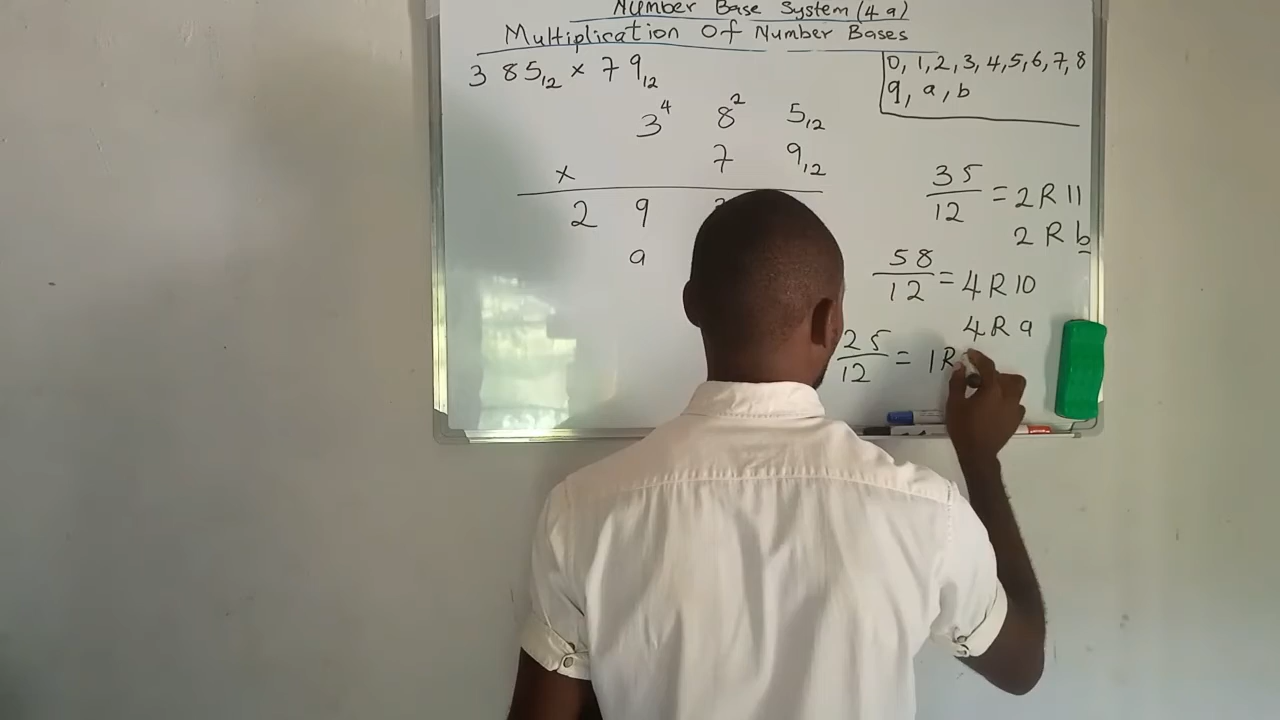 Number Base System (4a)
Multiplication Of Number Bases
385₁₂ × 79₁₂
0, 1, 2, 3, 4, 5, 6, 7, 8
9, a, b
3⁴ 8² 5₁₂
× 7 9₁₂
2 9
a
35/12 = 2 R 11
2 R b
58/12 = 4 R 10
4 R a
25/12 = 1 R